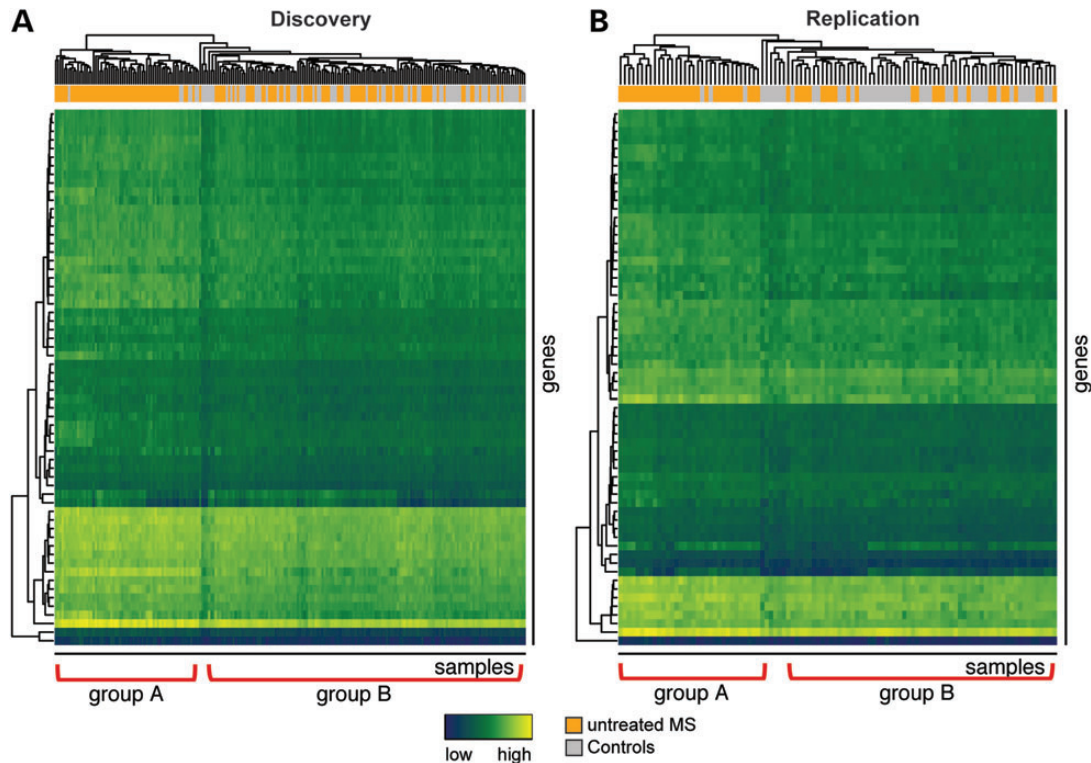 A
Discovery
B
Replication
genes
genes
samples
samples
group A
group B
group A
group B
low
high
untreated MS
Controls